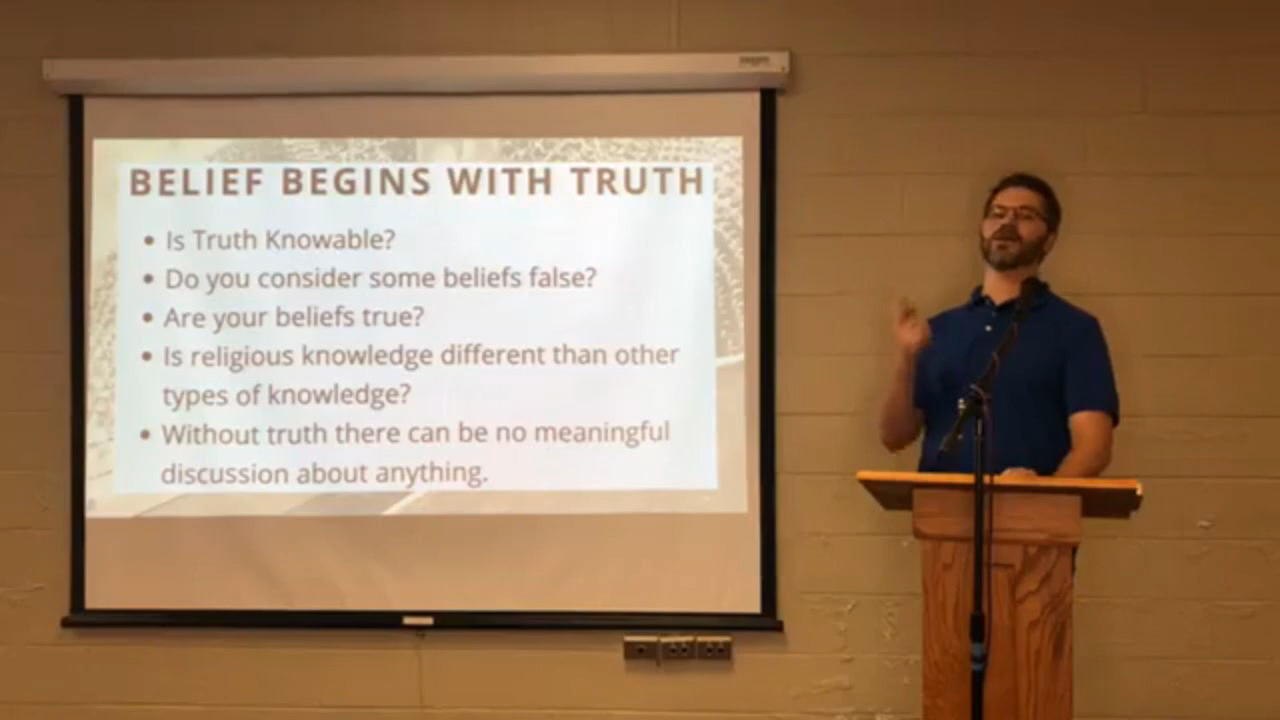 BELIEF BEGINS WITH TRUTH
• Is Truth Knowable?
• Do you consider some beliefs false?
• Are your beliefs true?
• Is religious knowledge different than other
types of knowledge?
• Without truth there can be no meaningful
discussion about anything.